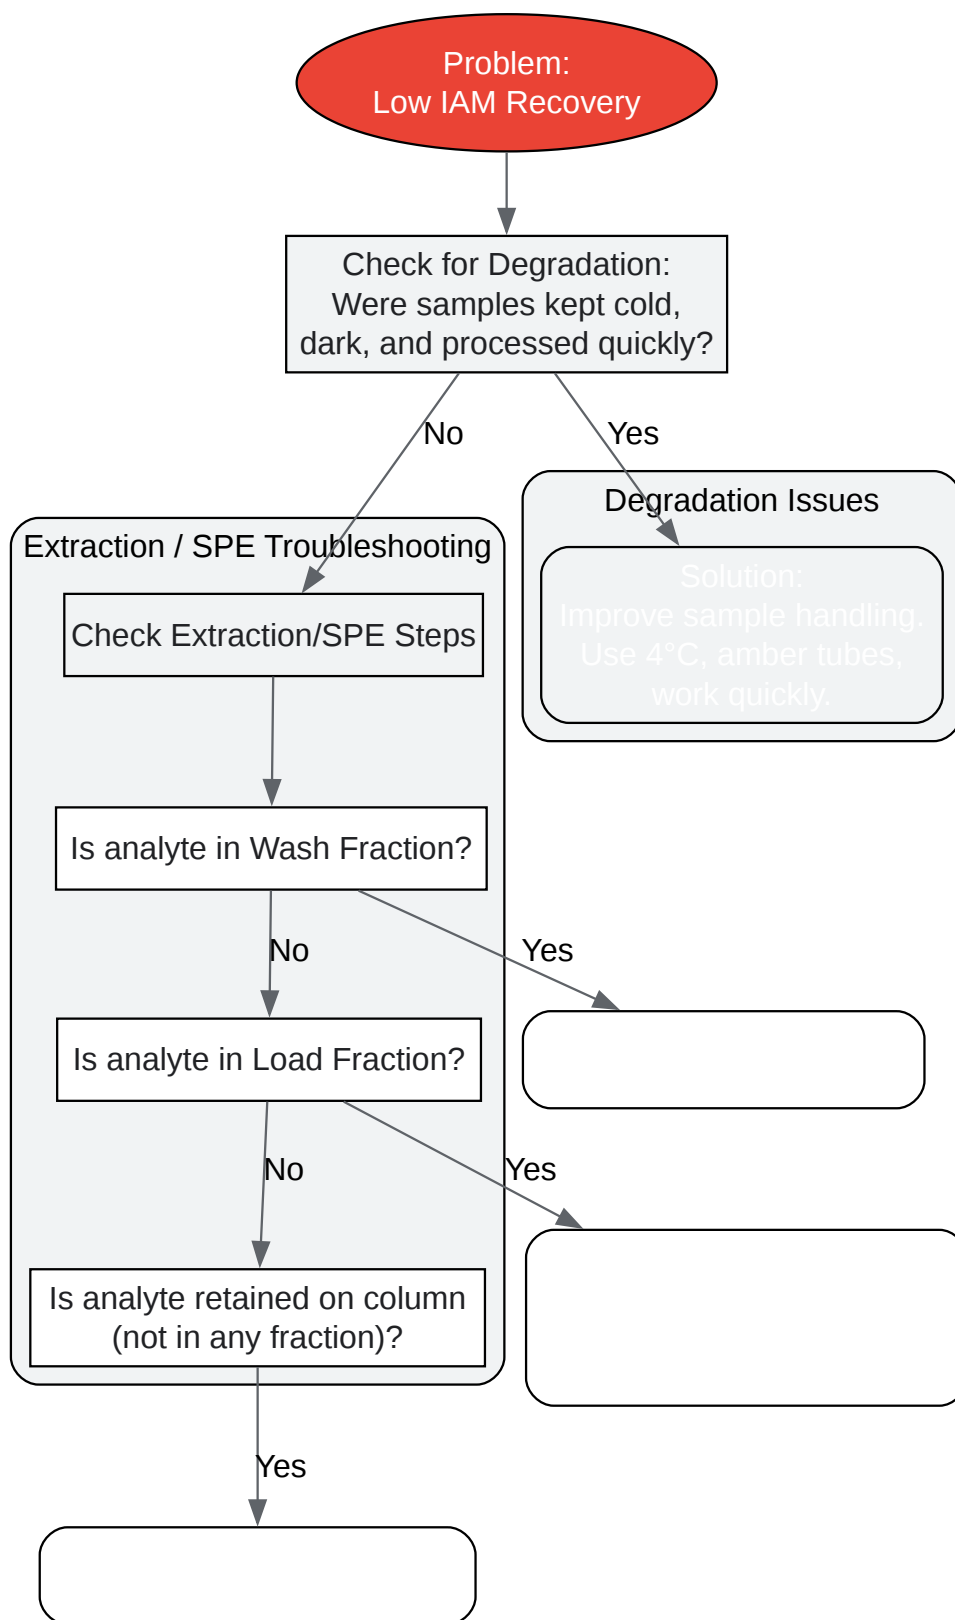 Problem:
Low IAM Recovery
Check for Degradation:
Were samples kept cold,
dark, and processed quickly?
No
Yes
Degradation Issues
Solution:
Improve sample handling.
Use 4°C, amber tubes,
work quickly.
Extraction / SPE Troubleshooting
Check Extraction/SPE Steps
Is analyte in Wash Fraction?
No
Yes
Is analyte in Load Fraction?
No
Yes
Is analyte retained on column
(not in any fraction)?
Yes